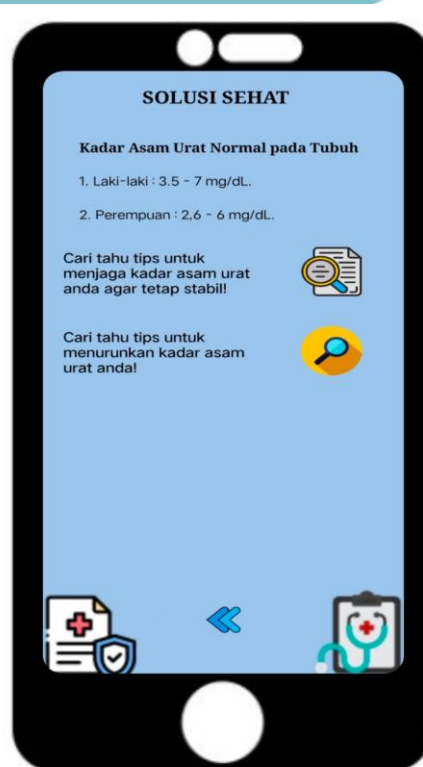 SOLUSI SEHAT
Kadar Asam Urat Normal pada Tubuh
1. Laki-laki : 3.5 - 7 mg/dL.
2. Perempuan : 2,6 - 6 mg/dL.
Cari tahu tips untuk
menjaga kadar asam urat
anda agar tetap stabil!
Cari tahu tips untuk
menurunkan kadar asam
urat anda!